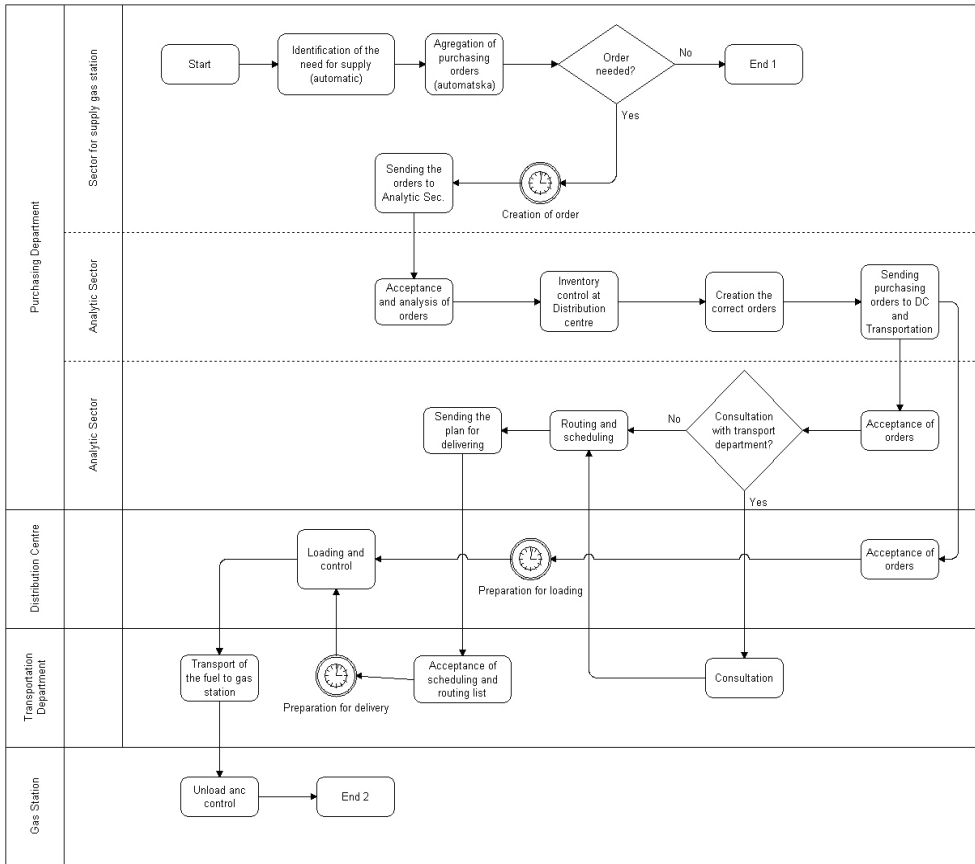 Purchasing Department
Sector for supply gas station
Start
Identification of the
need for supply
(automatic)
Agregation of
purchasing
orders
(automatska)
Order
needed?
No
End 1
Yes
Creation of order
Sending the
orders to
Analytic Sec.
Analytic Sector
Acceptance
and analysis of
orders
Inventory
control at
Distribution
centre
Creation the
correct orders
Sending
purchasing
orders to DC
and
Transportation
Analytic Sector
Sending the
plan for
delivering
Routing and
scheduling
No
Consultation
with transport
department?
Yes
Acceptance of
orders
Distribution Centre
Loading and
control
Preparation for loading
Acceptance of
orders
Transportation
Department
Transport of
the fuel to gas
station
Preparation for delivery
Acceptance of
scheduling and
routing list
Consultation
Gas Station
Unload anc
control
End 2